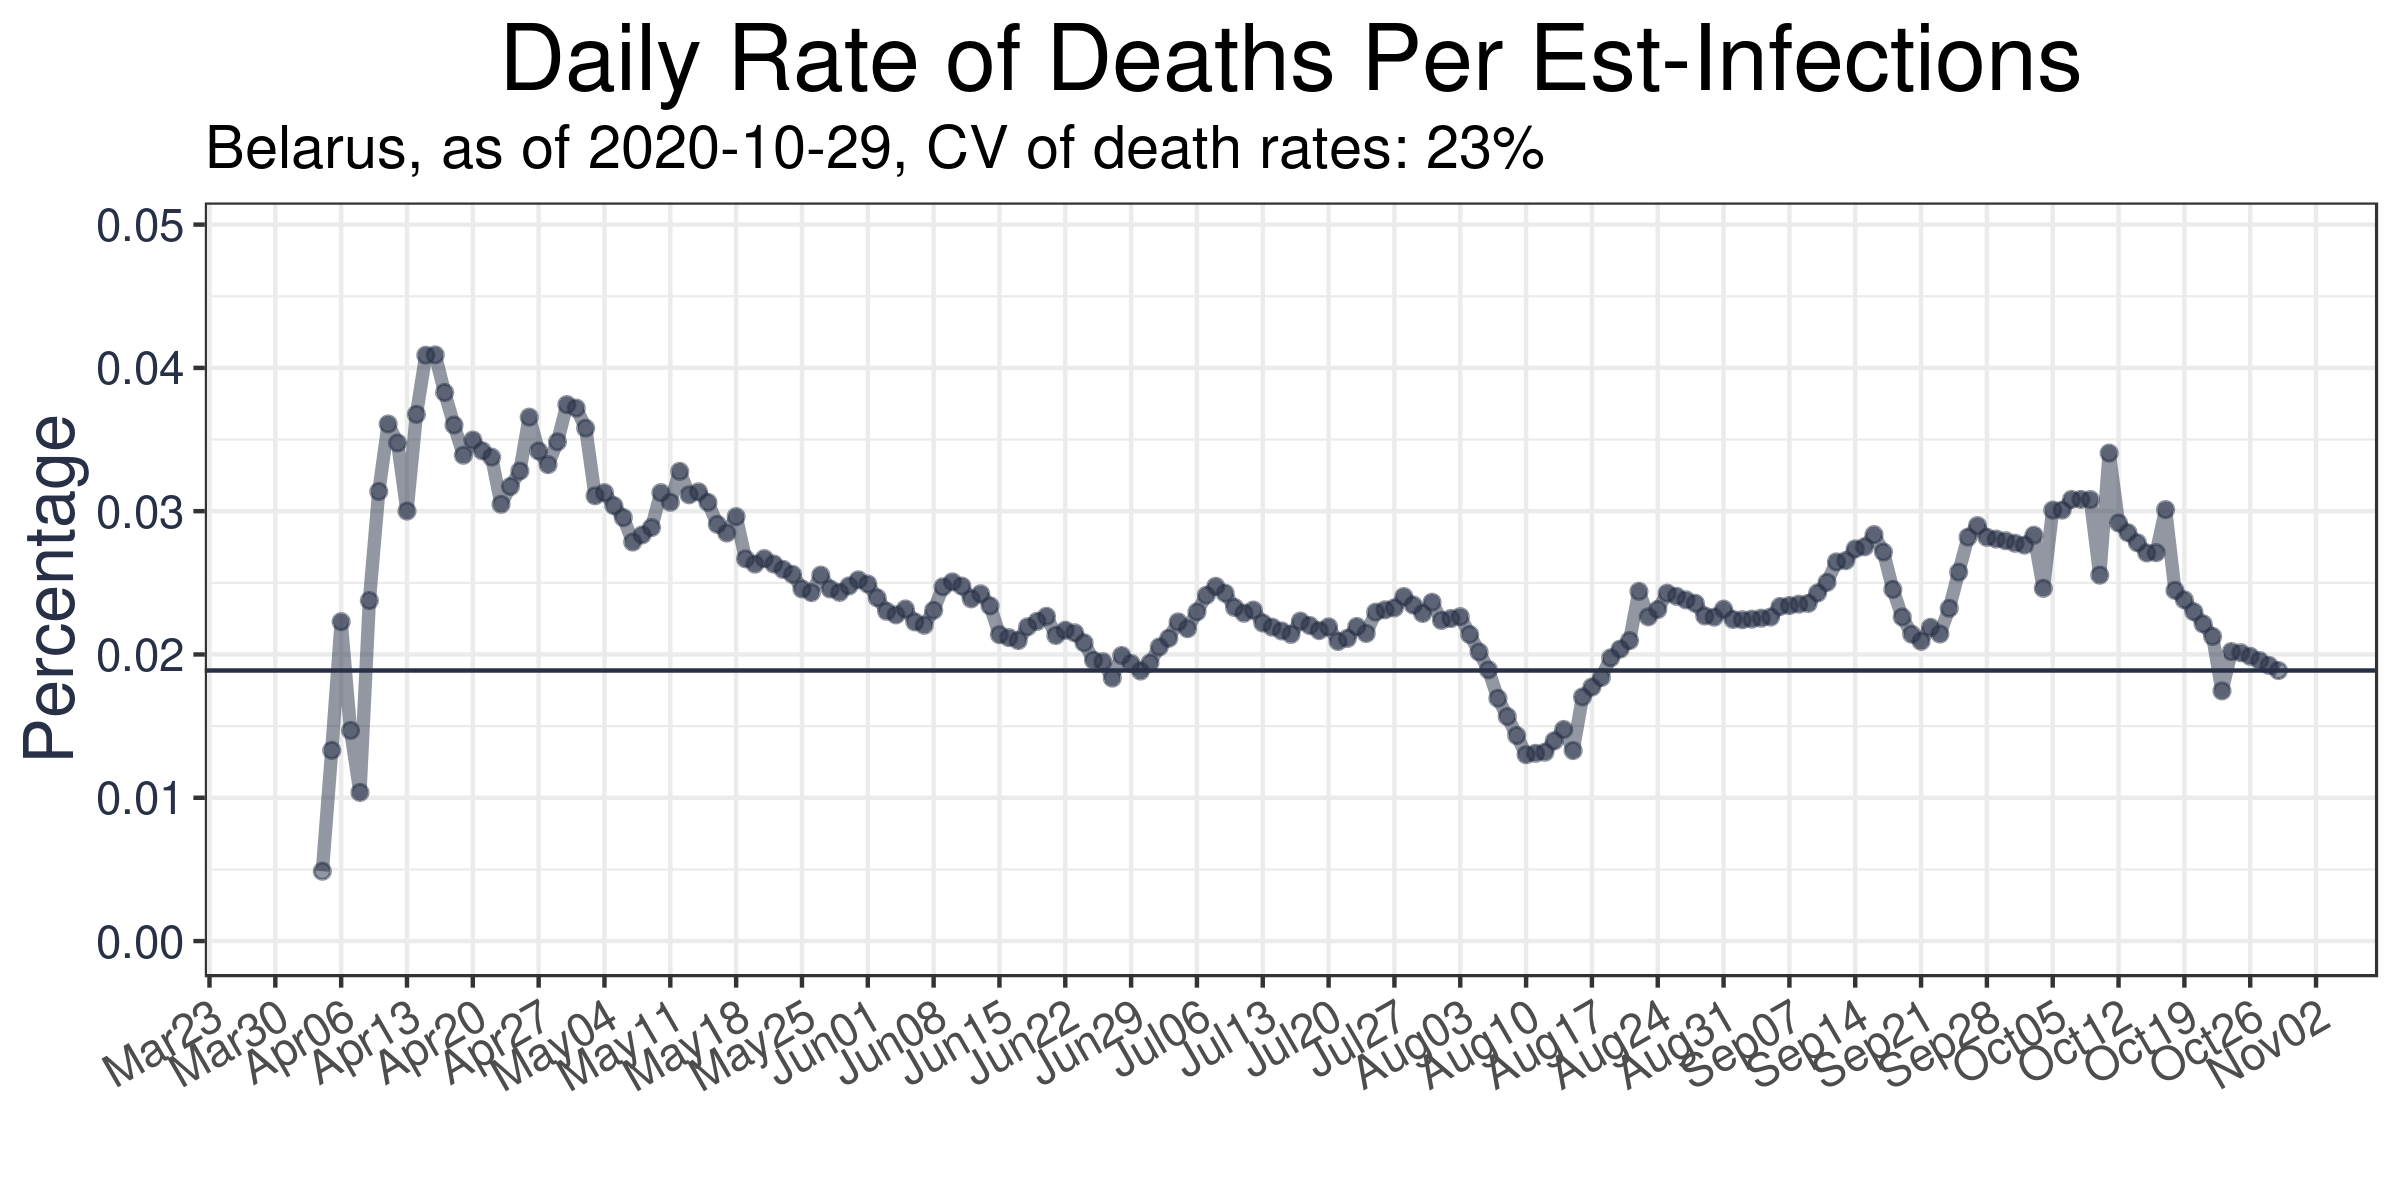 Daily Rate of Deaths Per Est-Infections
Belarus, as of 2020-10-29, CV of death rates: 23%
Percentage
0.05
0.04
0.03
0.02
0.01
0.00
Mar23
Mar30
Apr06
Apr13
Apr20
Apr27
May04
May11
May18
May25
Jun01
Jun08
Jun15
Jun22
Jun29
Jul06
Jul13
Jul20
Jul27
Aug03
Aug10
Aug17
Aug24
Aug31
Sep07
Sep14
Sep21
Sep28
Oct05
Oct12
Oct19
Oct26
Nov02